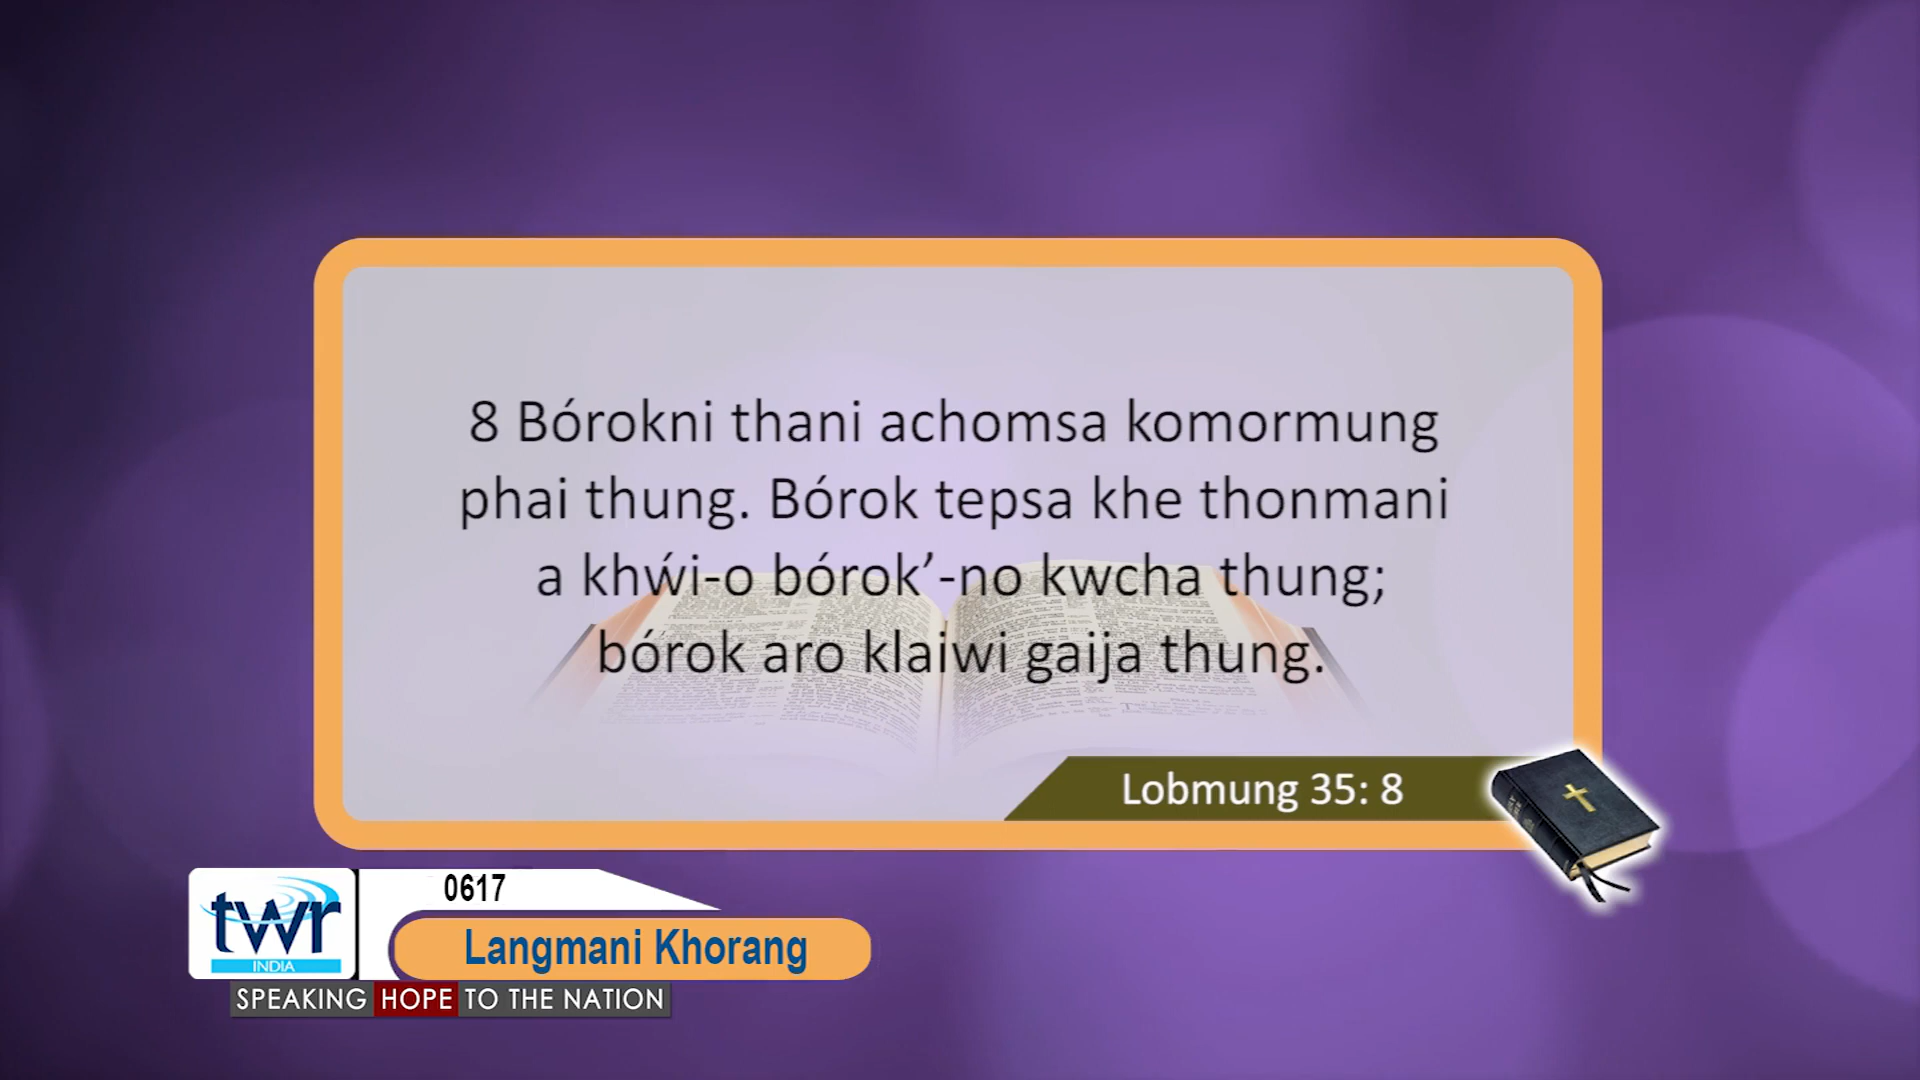 8 Bórokni thani achomsa komormung
phai thung. Bórok tepsa khe thonmani
a khẃi-o bórok’-no kwcha thung;
bórok aro klaiwi gaija thung.
Lobmung 35: 8
0617
twr
INDIA
Langmani Khorang
SPEAKING HOPE TO THE NATION